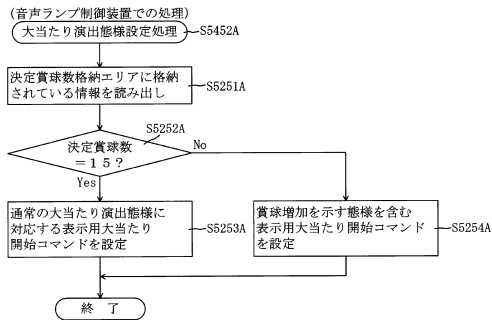 (音声ランプ制御装置での処理)
大当たり演出態様設定処理
S5452A
決定賞球数格納エリアに格納
されている情報を読み出し
S5251A
S5252A
決定賞球数
=15?
No
Yes
通常の大当たり演出態様に
対応する表示用大当たり
開始コマンドを設定
S5253A
賞球増加を示す態様を含む
表示用大当たり開始コマンド
を設定
S5254A
終 了